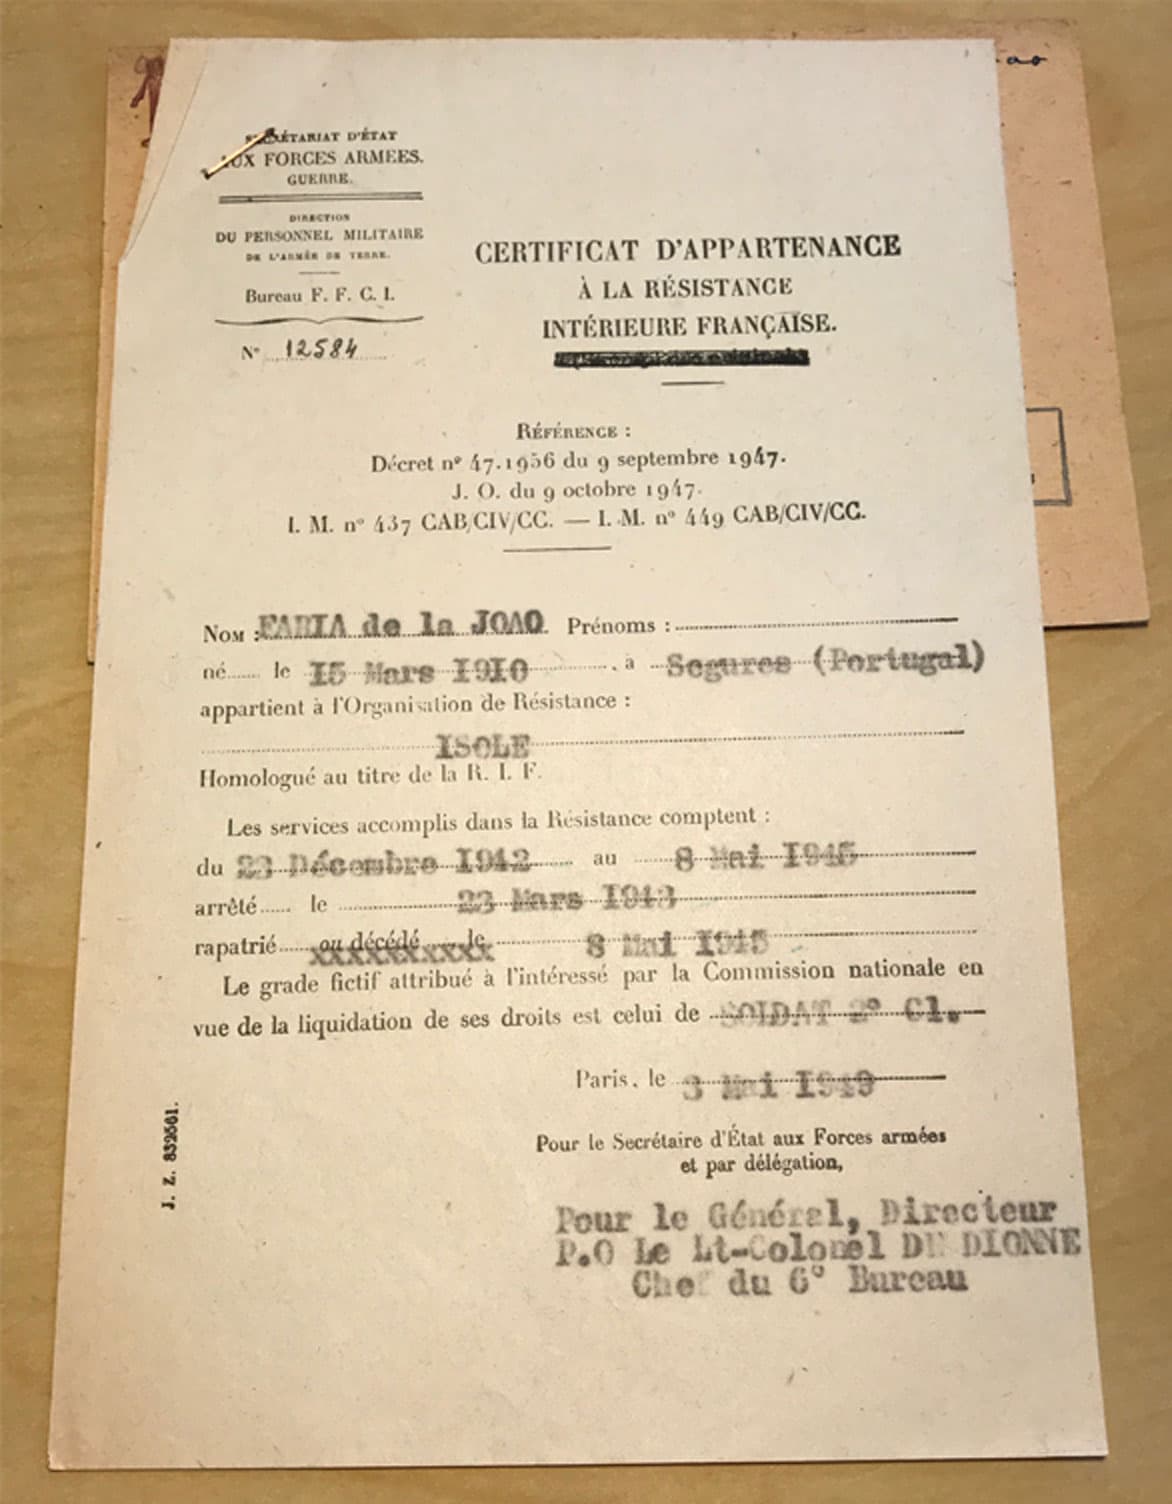 SECRÉTARIAT D'ÉTAT
AUX FORCES ARMEES.
GUERRE.
DIRECTION
DU PERSONNEL MILITAIRE
DE L'ARMÉE DE TERRE.
Bureau F. F. C. I.
N° 12584
CERTIFICAT D'APPARTENANCE
À LA RÉSISTANCE
INTÉRIEURE FRANÇAISE.
RÉFÉRENCE :
Décret n° 47.1956 du 9 septembre 1947.
J. O. du 9 octobre 1947.
I. M. n° 437 CAB/CIV/CC. — I. M. n° 449 CAB/CIV/CC.
NOM : FARIA de la JOAO Prénoms :
né le 15 Mars 1910 , à Segures (Portugal)
appartient à l'Organisation de Résistance :
ISOLE
Homologué au titre de la R. I. F.
Les services accomplis dans la Résistance comptent :
du 23 Décembre 1942 au 8 Mai 1945
arrêté le 23 Mars 1943
rapatrié ou décédé le 8 Mai 1945
Le grade fictif attribué à l'intéressé par la Commission nationale en
vue de la liquidation de ses droits est celui de SOLDAT 2° Cl.
Paris, le 3 Mai 1949
Pour le Secrétaire d'État aux Forces armées
et par délégation,
Pour le Général, Directeur
P.O Le Lt-Colonel DE DIONNE
Chef du 6° Bureau
J. Z. 832561.
ao